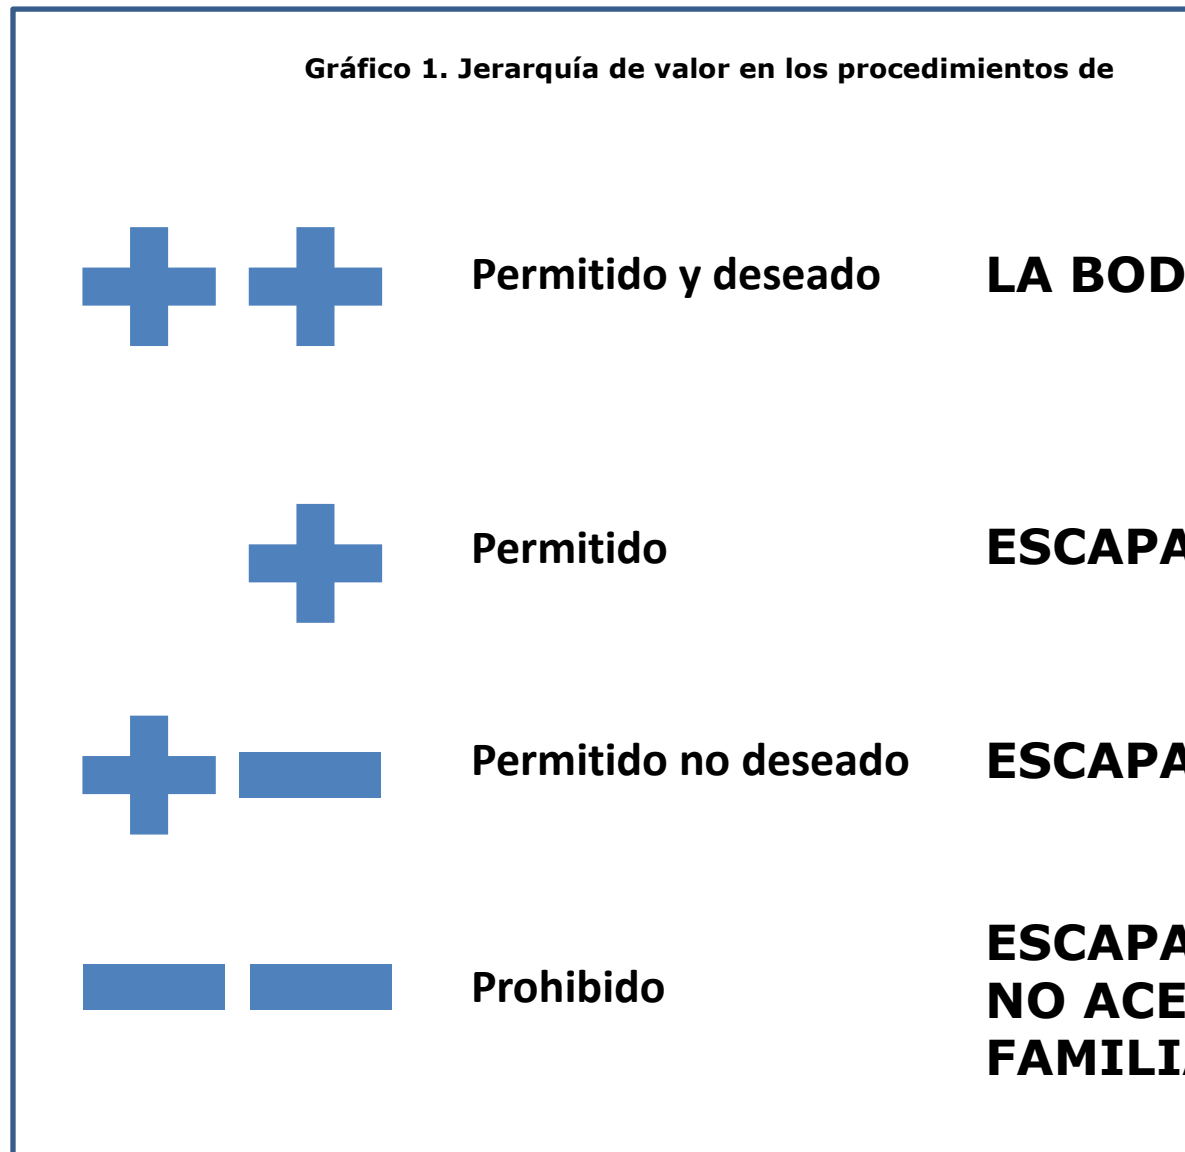 Gráfico 1. Jerarquía de valor en los procedimientos de
Permitido y deseado LA BOD
Permitido ESCAPA
Permitido no deseado ESCAPA
Prohibido ESCAPA
NO ACE
FAMILIA